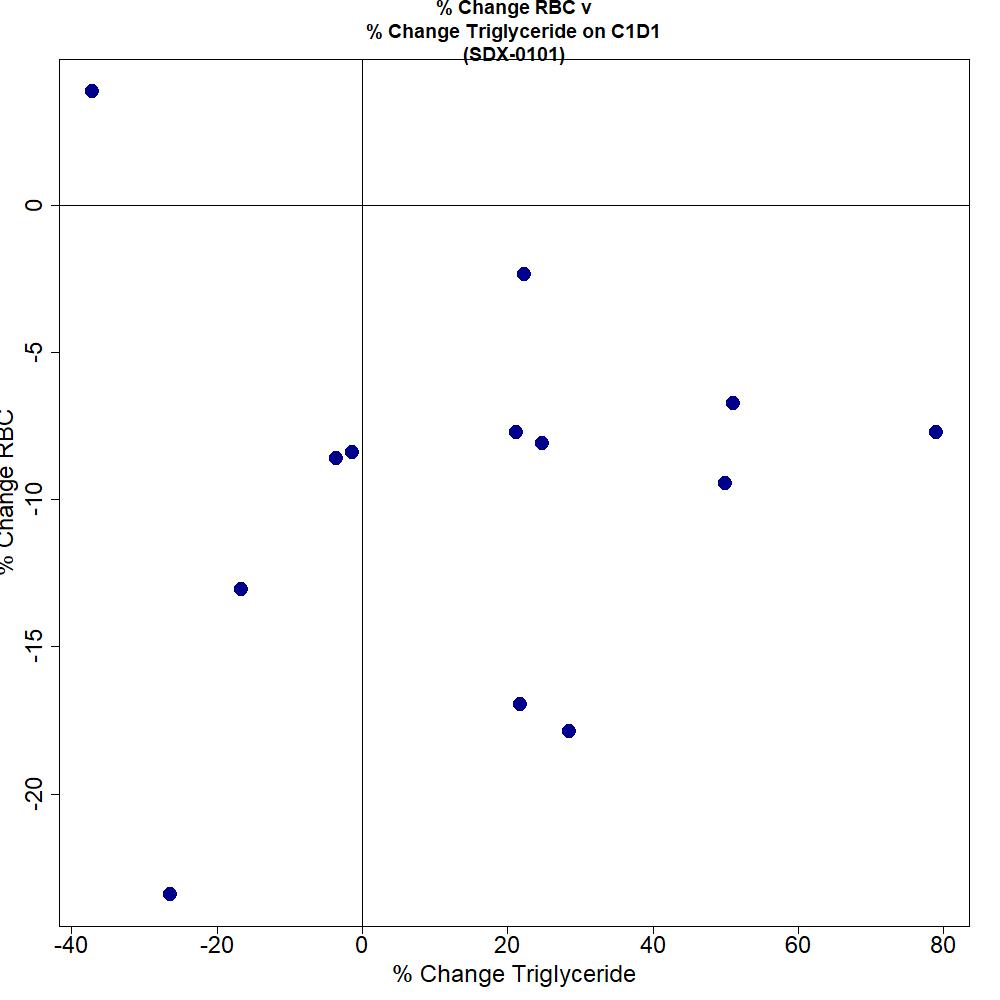 % Change RBC v
% Change Triglyceride on C1D1
(SDX-0101)
0
-5
-10
-15
-20
% Change RBC
-40 -20 0 20 40 60 80
% Change Triglyceride